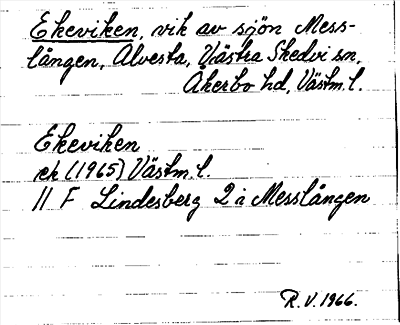 Ekeviken, vik av sjön Mess-
lången, Alvesta, Västra Skedvi sn,
Åkerbo hd, Västm. l.
Ekeviken
ek (1965) Västm. l.
11 F Lindesberg 2 i Messlången
R.V. 1966.